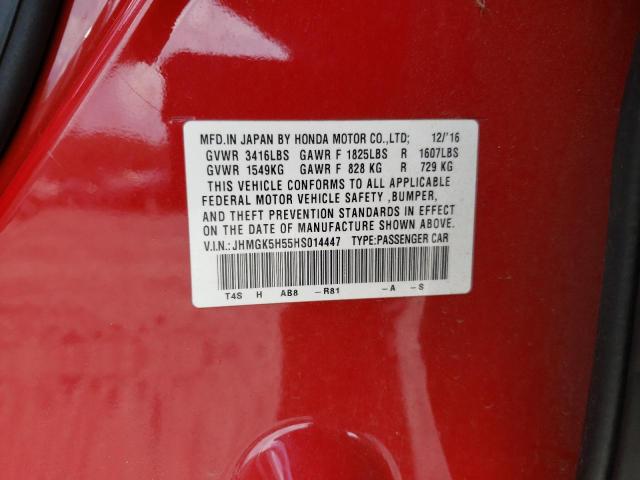 MFD.IN JAPAN BY HONDA MOTOR CO.,LTD; 12/'16
GVWR 3416LBS GAWR F 1825LBS R 1607LBS
GVWR 1549KG GAWR F 828 KG R 729 KG
THIS VEHICLE CONFORMS TO ALL APPLICABLE
FEDERAL MOTOR VEHICLE SAFETY ,BUMPER,
AND THEFT PREVENTION STANDARDS IN EFFECT
ON THE DATE OF MANUFACTURE SHOWN ABOVE.
V.I.N.:JHMGK5H55HS014447 TYPE:PASSENGER CAR
T4S H AB8 –R81 –A –S